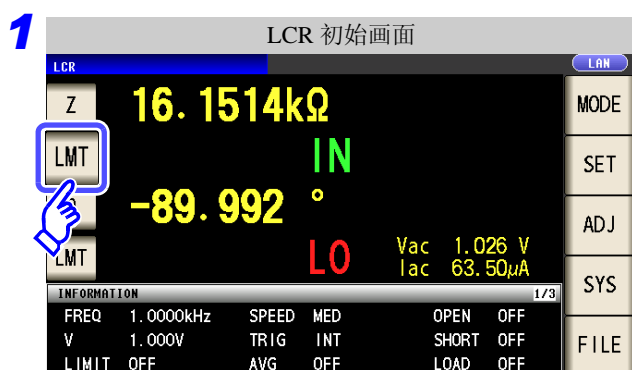 1
LCR 初始画面
LCR
LAN
Z
16.1514kΩ
MODE
LMT
IN
SET
-89.992 °
ADJ
LMT
LO
Vac 1.026 V
Iac 63.50μA
SYS
INFORMATION
1/3
FREQ 1.0000kHz SPEED MED OPEN OFF
V 1.000V TRIG INT SHORT OFF
FILE
LIMIT OFF AVG OFF LOAD OFF